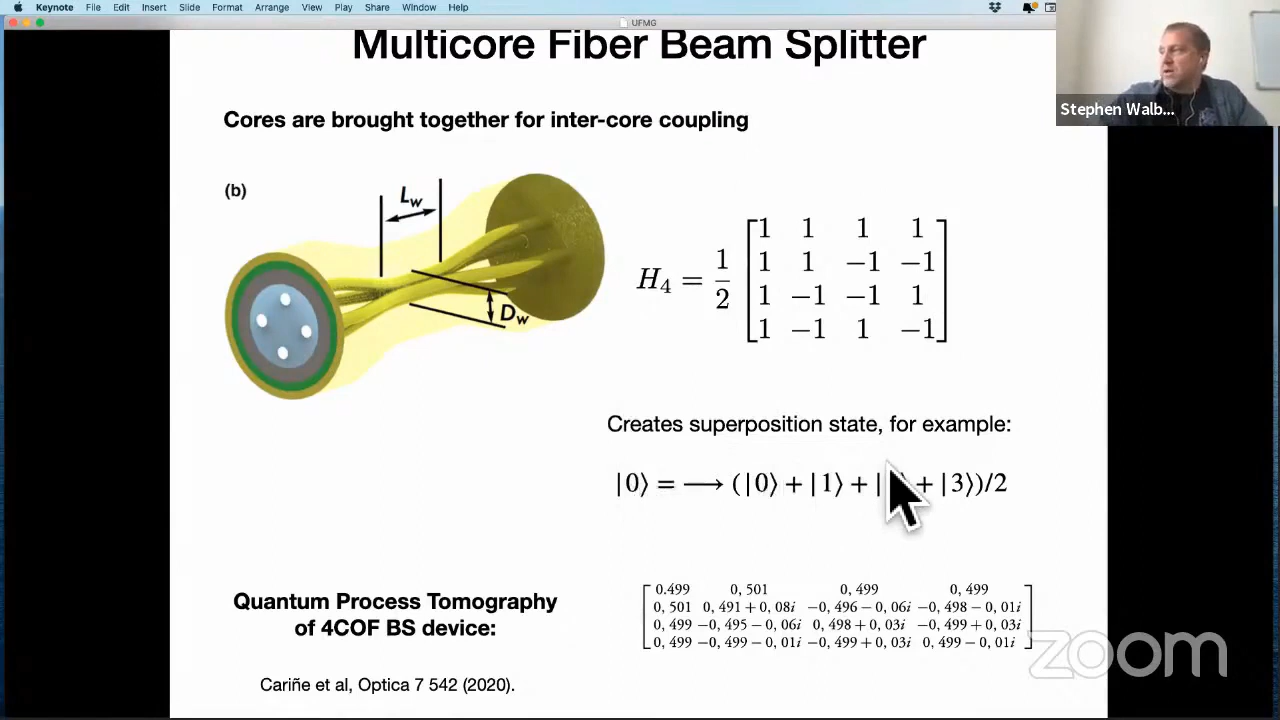 Keynote File Edit Insert Slide Format Arrange View Play Share Window Help
UFMG
Multicore Fiber Beam Splitter
Stephen Walb...
Cores are brought together for inter-core coupling
(b)
L_W
D_W
H_4 = 1/2 [1 1 1 1
1 1 −1 −1
1 −1 −1 1
1 −1 1 −1]
Creates superposition state, for example:
|0⟩ = ⟶ (|0⟩ + |1⟩ + | + |3⟩)/2
Quantum Process Tomography
of 4COF BS device:
0.499 0, 501 0, 499 0, 499
0, 501 0, 491 + 0, 08i −0, 496 − 0, 06i −0, 498 − 0, 01i
0, 499 −0, 495 − 0, 06i 0, 498 + 0, 03i −0, 499 + 0, 03i
0, 499 −0, 499 − 0, 01i −0, 499 + 0, 03i 0, 499 − 0, 01i
zoom
Cariñe et al, Optica 7 542 (2020).